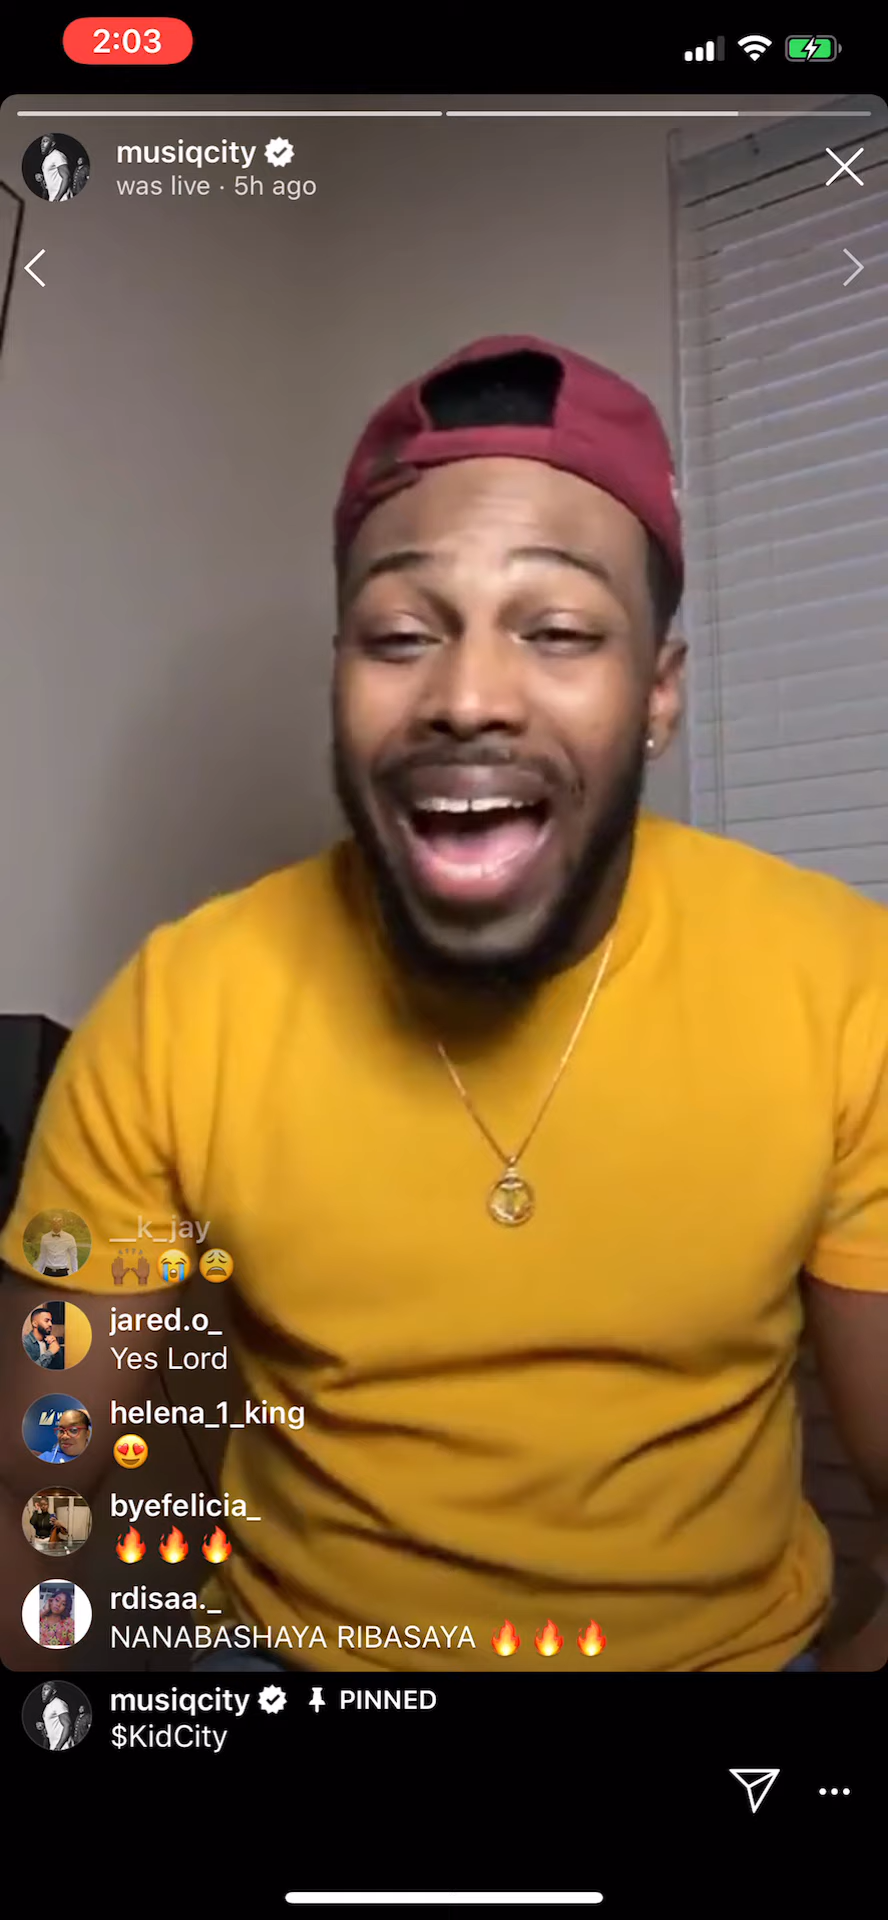 2:03
musiqcity
was live · 5h ago
__k_jay
🙌🏾😭😩
jared.o_
Yes Lord
helena_1_king
😍
byefelicia_
🔥🔥🔥
rdisaa._
NANABASHAYA RIBASAYA 🔥🔥🔥
musiqcity PINNED
$KidCity